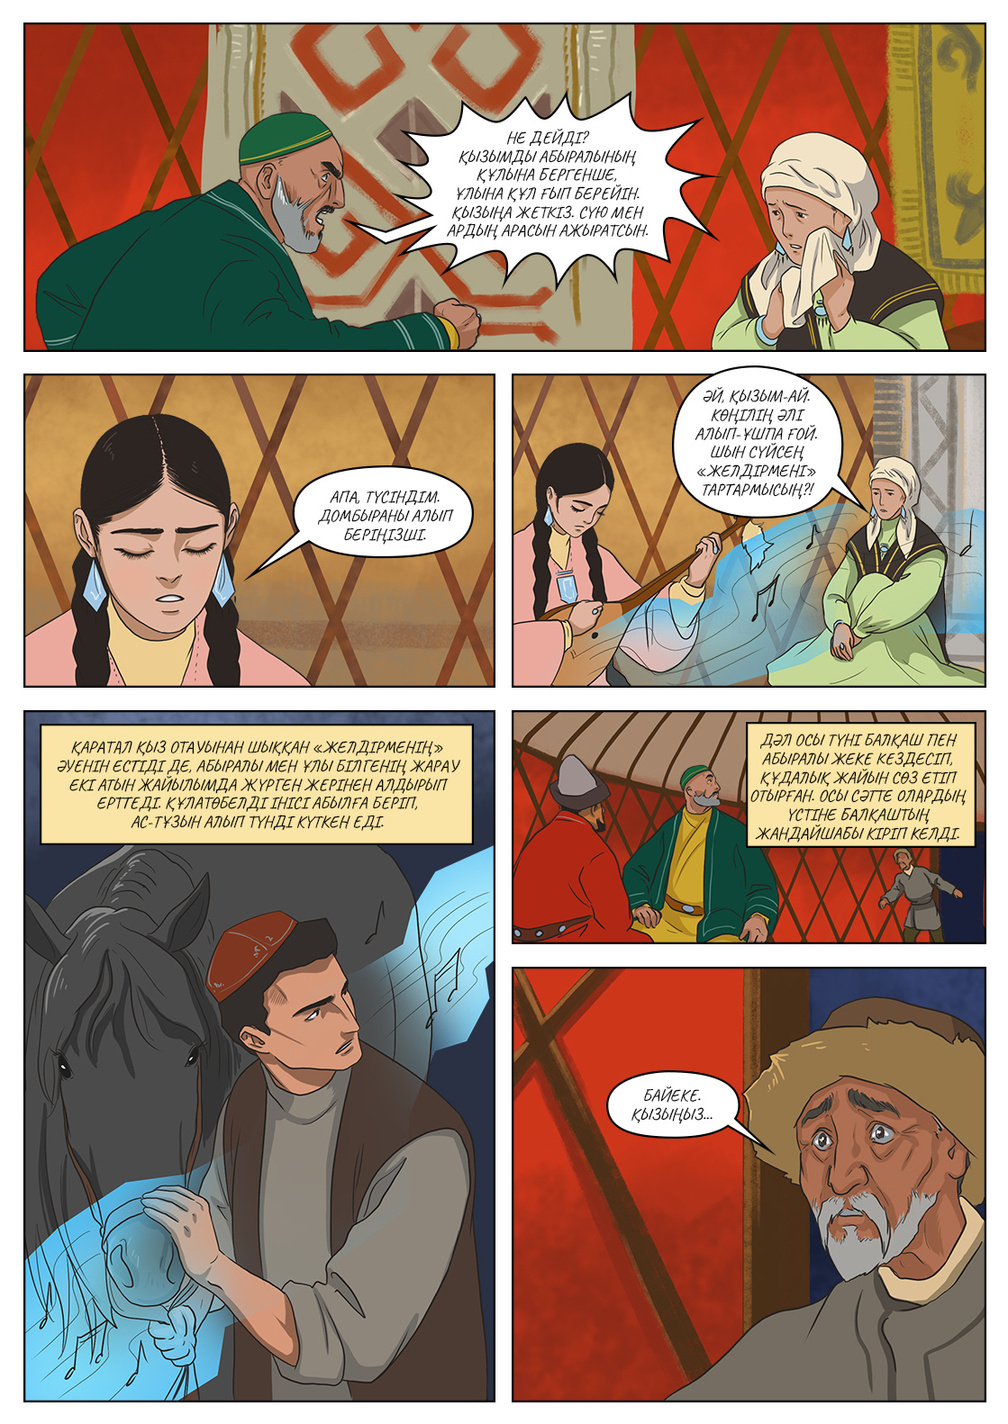 НЕ ДЕЙДІ?
ҚЫЗЫМДЫ АБЫРАЛЫНЫҢ
ҚҰЛЫНА БЕРГЕНШЕ,
ҰЛЫНА ҚҰЛ ҒЫП БЕРЕЙІН.
ҚЫЗЫҢА ЖЕТКІЗ. СҮЮ МЕН
АРДЫҢ АРАСЫН АЖЫРАТСЫН.
АПА, ТҮСІНДІМ.
ДОМБЫРАНЫ АЛЫП
БЕРІҢІЗШІ.
ӘЙ, ҚЫЗЫМ-АЙ.
КӨҢІЛІҢ ӘЛІ
АЛЫП-ҰШПА ҒОЙ.
ШЫН СҮЙСЕҢ
«ЖЕЛДІРМЕНІ»
ТАРТАРМЫСЫҢ?!
ҚАРАТАЛ ҚЫЗ ОТАУЫНАН ШЫҚҚАН «ЖЕЛДІРМЕНІҢ»
ӘУЕНІН ЕСТІДІ ДЕ, АБЫРАЛЫ МЕН ҰЛЫ БІЛГЕНІҢ ЖАРАУ
ЕКІ АТЫН ЖАЙЫЛЫМДА ЖҮРГЕН ЖЕРІНЕН АЛДЫРЫП
ЕРТТЕДІ. ҚҰЛАТӨБЕЛДІ ІНІСІ АБЫЛҒА БЕРІП,
АС-ТҰЗЫН АЛЫП ТҮНДІ КҮТКЕН ЕДІ.
ДӘЛ ОСЫ ТҮНІ БАЛҚАШ ПЕН
АБЫРАЛЫ ЖЕКЕ КЕЗДЕСІП,
ҚҰДАЛЫҚ ЖАЙЫН СӨЗ ЕТІП
ОТЫРҒАН. ОСЫ СӘТТЕ ОЛАРДЫҢ
ҮСТІНЕ БАЛҚАШТЫҢ
ЖАНДАЙШАБЫ КІРІП КЕЛДІ.
БАЙЕКЕ.
ҚЫЗЫҢЫЗ...